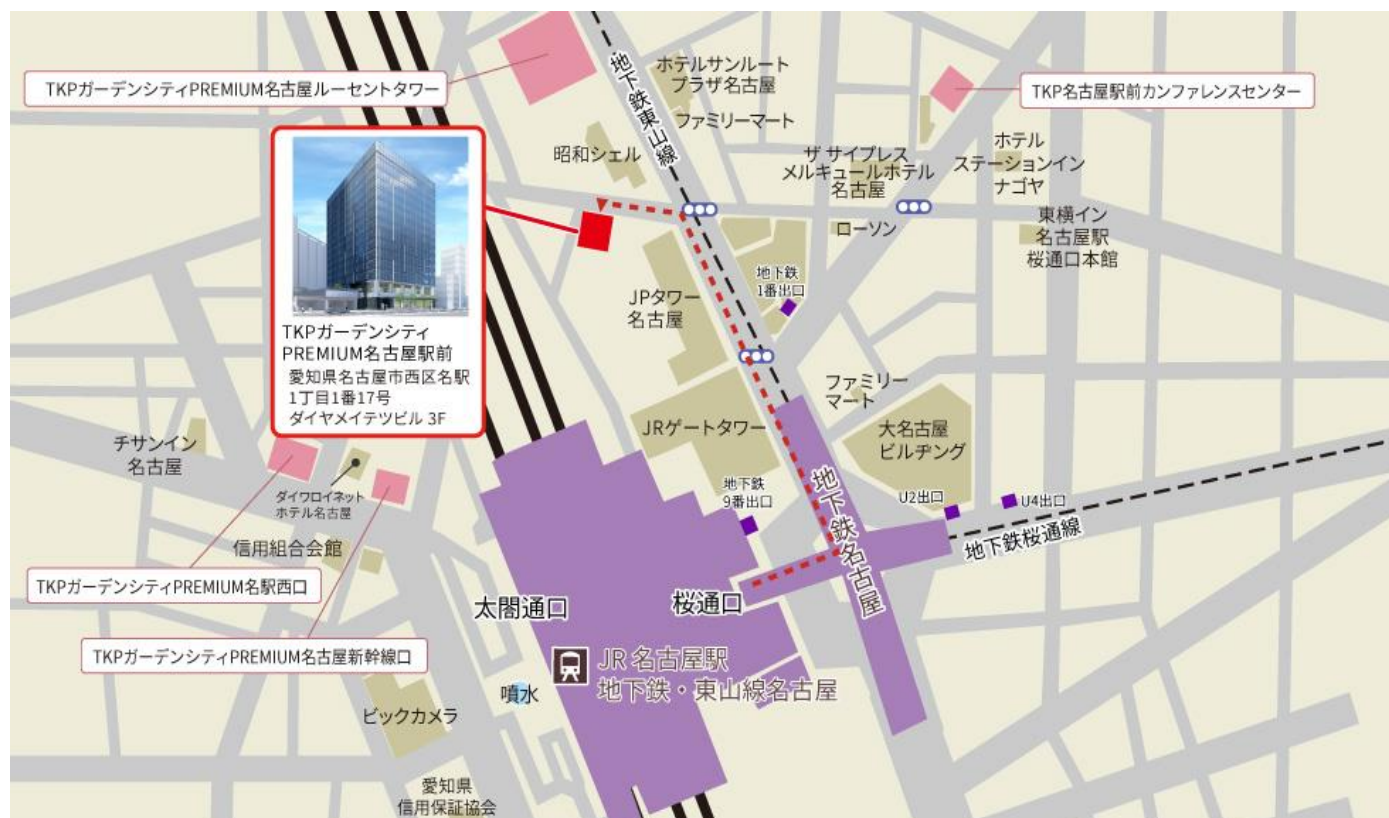 地下鉄東山線
ホテルサンルート
プラザ名古屋
ファミリーマート
TKPガーデンシティPREMIUM名古屋ルーセントタワー
TKP名古屋駅前カンファレンスセンター
昭和シェル
ザ サイプレス
メルキュールホテル
名古屋
ホテル
ステーションイン
ナゴヤ
ローソン
東横イン
名古屋駅
桜通口本館
地下鉄
1番出口
JPタワー
名古屋
TKPガーデンシティ
PREMIUM名古屋駅前
愛知県名古屋市西区名駅
1丁目1番17号
ダイヤメイテツビル 3F
ファミリー
マート
JRゲートタワー
大名古屋
ビルヂング
チサンイン
名古屋
ダイワロイネット
ホテル名古屋
地下鉄
9番出口
地下鉄名古屋
U2出口
U4出口
地下鉄桜通線
信用組合会館
TKPガーデンシティPREMIUM名駅西口
太閤通口
桜通口
TKPガーデンシティPREMIUM名古屋新幹線口
JR 名古屋駅
地下鉄・東山線名古屋
噴水
ビックカメラ
愛知県
信用保証協会